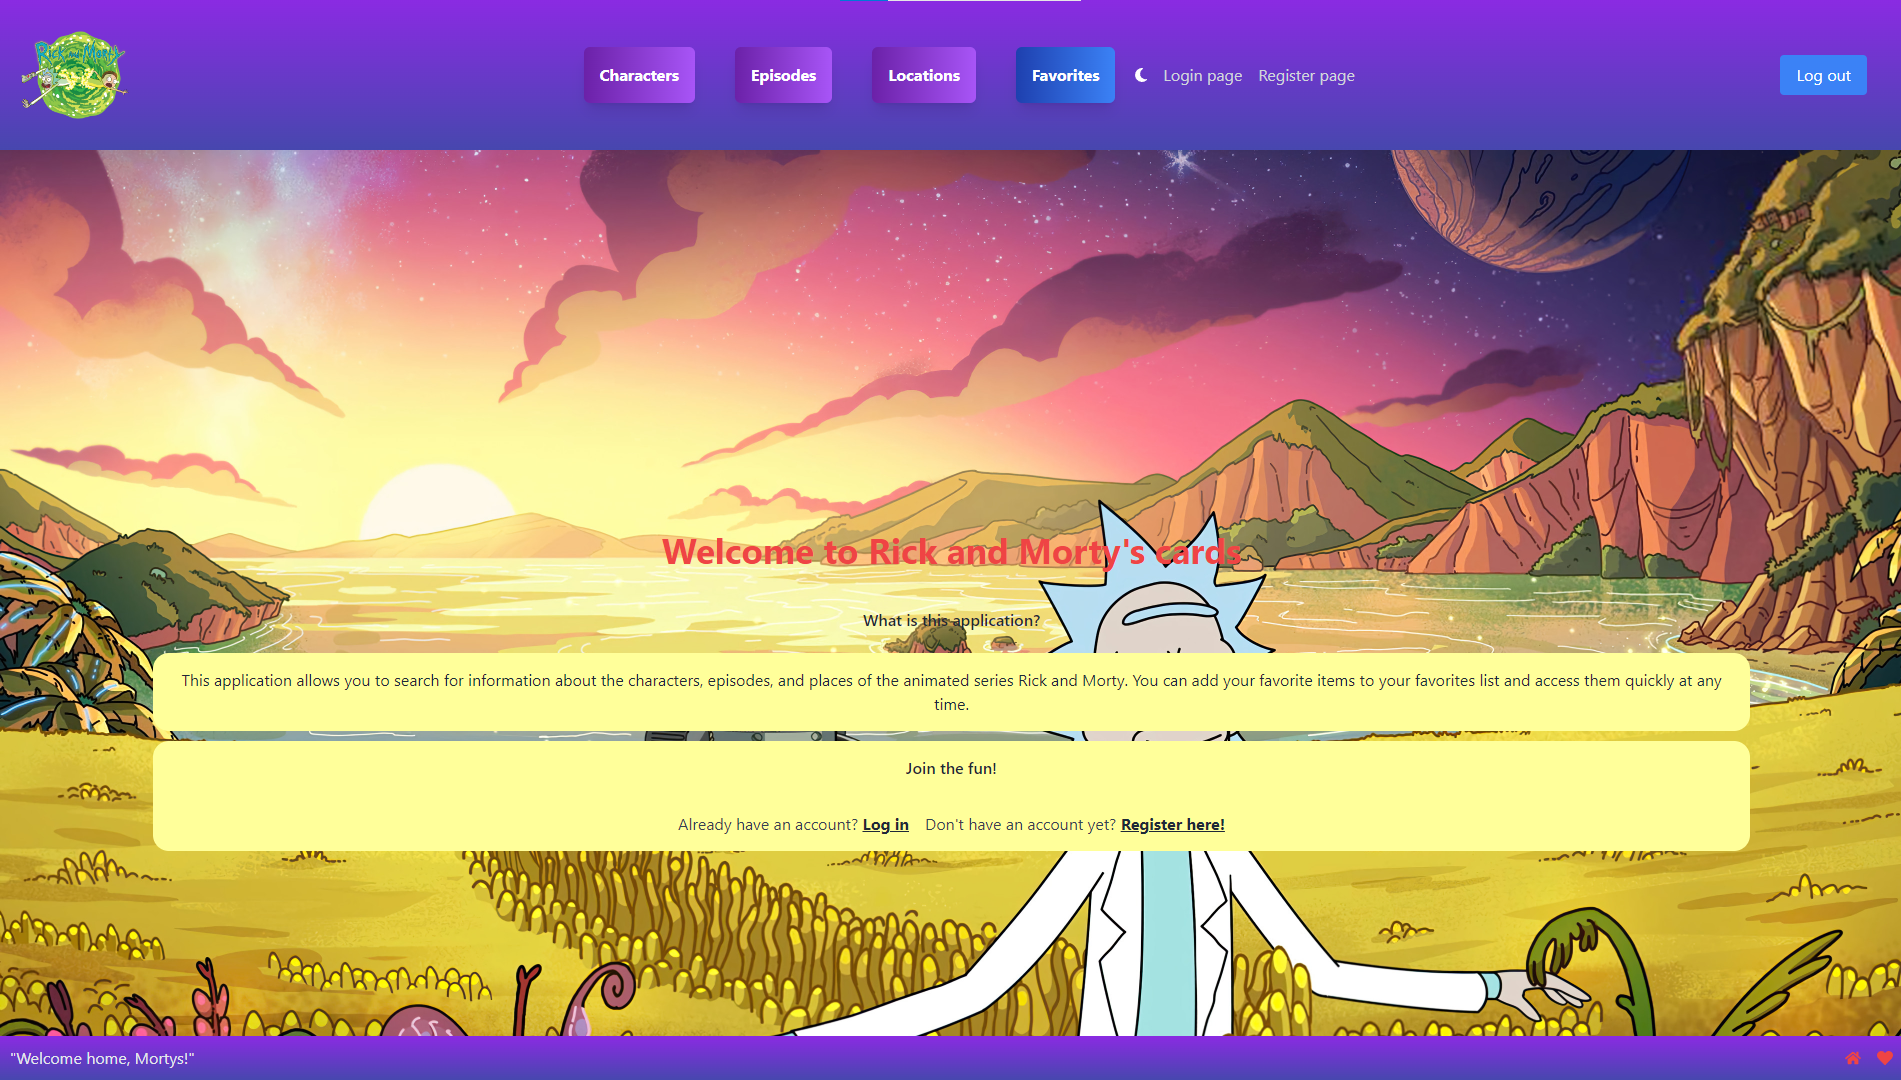 Rick and Morty
Characters
Episodes
Locations
Favorites
Login page
Register page
Log out
Welcome to Rick and Morty's cards
What is this application?
This application allows you to search for information about the characters, episodes, and places of the animated series Rick and Morty. You can add your favorite items to your favorites list and access them quickly at any
time.
Join the fun!
Already have an account? Log in Don't have an account yet? Register here!
"Welcome home, Mortys!"